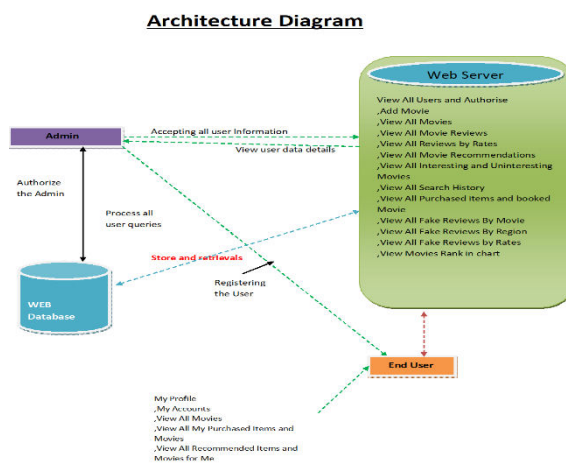 Architecture Diagram
Web Server
View All Users and Authorise
,Add Movie
,View All Movies
,View All Movie Reviews
,View All Reviews by Rates
,View All Movie Recommendations
,View All Interesting and Uninteresting
Movies
,View All Search History
,View All Purchased Items and booked
Movie
,View All Fake Reviews By Movie
,View All Fake Reviews By Region
,View All Fake Reviews by Rates
,View Movies Rank in chart
Admin
Accepting all user Information
View user data details
Authorize
the Admin
Process all
user queries
Store and retrievals
Registering
the User
WEB
Database
End User
My Profile
,My Accounts
,View All Movies
,View All My Purchased Items and
Movies
,View All Recommended Items and
Movies for Me